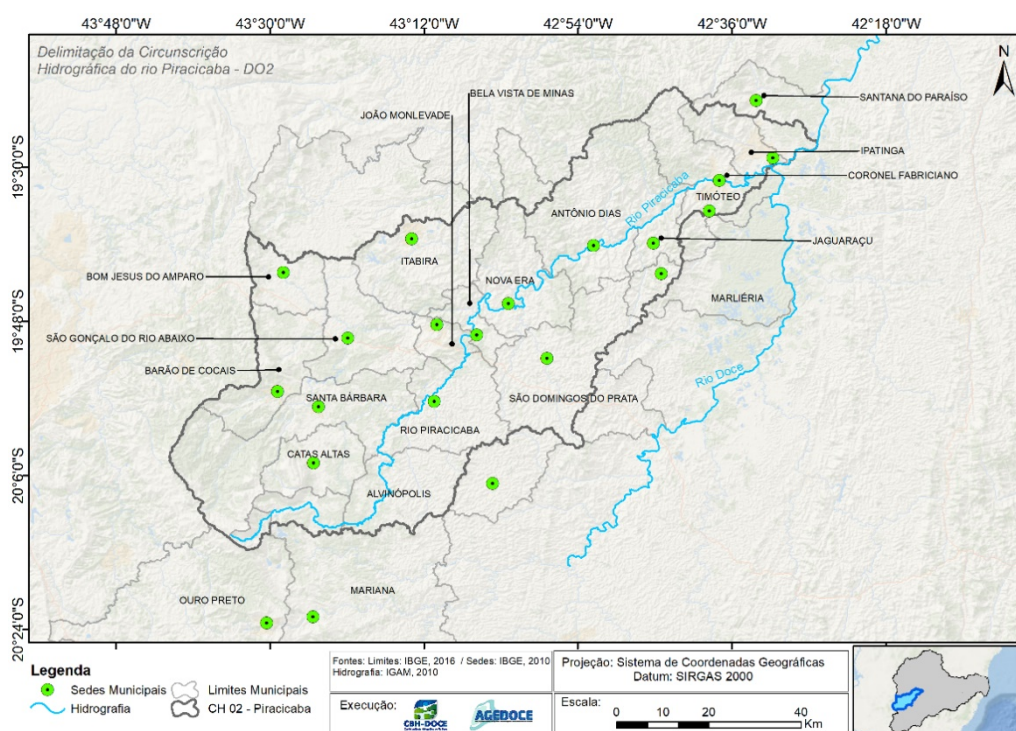 43°48'0"W 43°30'0"W 43°12'0"W 42°54'0"W 42°36'0"W 42°18'0"W
Delimitação da Circunscrição
Hidrográfica do rio Piracicaba - DO2
N
BELA VISTA DE MINAS
SANTANA DO PARAÍSO
JOÃO MONLEVADE
IPATINGA
19°30'0"S
CORONEL FABRICIANO
Rio Piracicaba
TIMÓTEO
ANTÔNIO DIAS
JAGUARAÇU
ITABIRA
BOM JESUS DO AMPARO
NOVA ERA
MARLIÉRIA
19°48'0"S
SÃO GONÇALO DO RIO ABAIXO
BARÃO DE COCAIS
Rio Doce
SANTA BÁRBARA
SÃO DOMINGOS DO PRATA
RIO PIRACICABA
CATAS ALTAS
20°6'0"S
ALVINÓPOLIS
MARIANA
OURO PRETO
20°24'0"S
Legenda
Sedes Municipais
Limites Municipais
Hidrografia
CH 02 - Piracicaba
Fontes: Limites: IBGE, 2016 / Sedes: IBGE, 2010
Hidrografia: IGAM, 2010
Execução:
CBH-DOCE
AGEDOCE
Projeção: Sistema de Coordenadas Geográficas
Datum: SIRGAS 2000
Escala:
0 10 20 40
Km